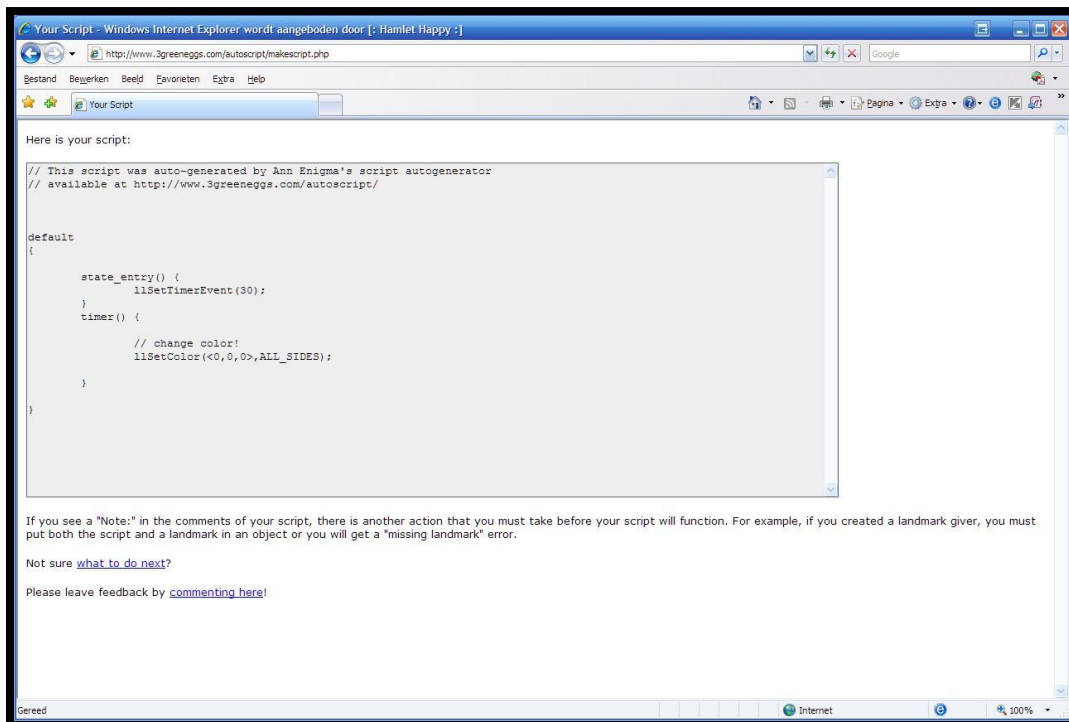 Your Script - Windows Internet Explorer wordt aangeboden door [: Hamlet Happy :]
http://www.3greeneggs.com/autoscript/makescript.php
Google
Bestand Bewerken Beeld Favorieten Extra Help
Your Script
Pagina Extra
Here is your script:
// This script was auto-generated by Ann Enigma's script autogenerator
// available at http://www.3greeneggs.com/autoscript/
default
{
state_entry() {
llSetTimerEvent(30);
}
timer() {
// change color!
llSetColor(<0,0,0>,ALL_SIDES);
}
}
If you see a "Note:" in the comments of your script, there is another action that you must take before your script will function. For example, if you created a landmark giver, you must
put both the script and a landmark in an object or you will get a "missing landmark" error.
Not sure what to do next?
Please leave feedback by commenting here!
Gereed Internet 100%